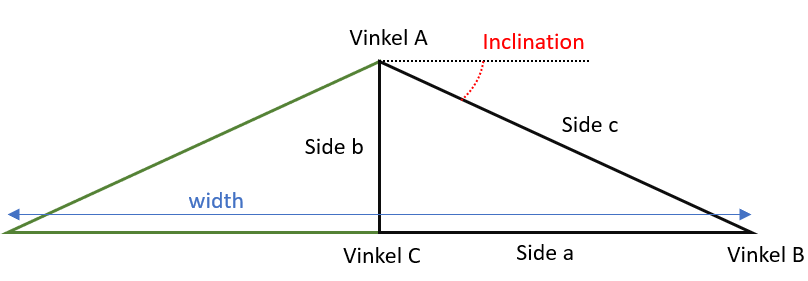 Vinkel A
Inclination
Side c
Side b
width
Vinkel C
Side a
Vinkel B